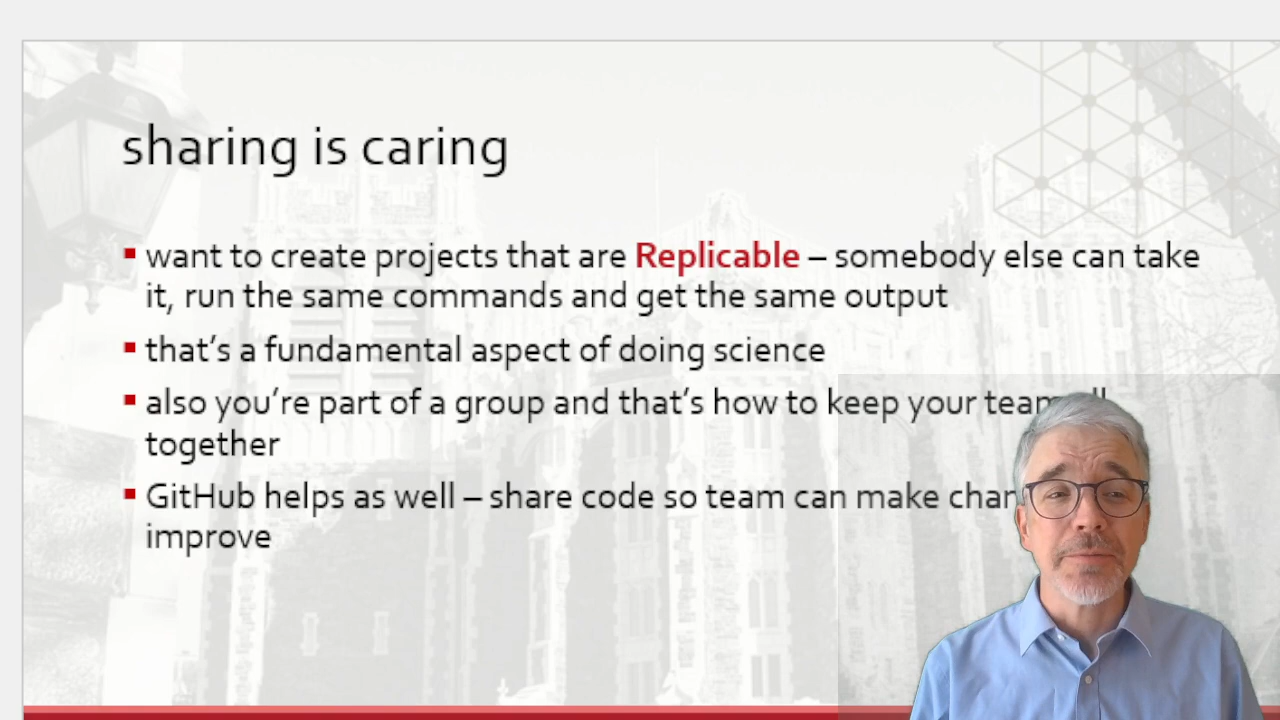 sharing is caring
want to create projects that are Replicable – somebody else can take
it, run the same commands and get the same output
that's a fundamental aspect of doing science
also you're part of a group and that's how to keep your team
together
GitHub helps as well – share code so team can make
improve